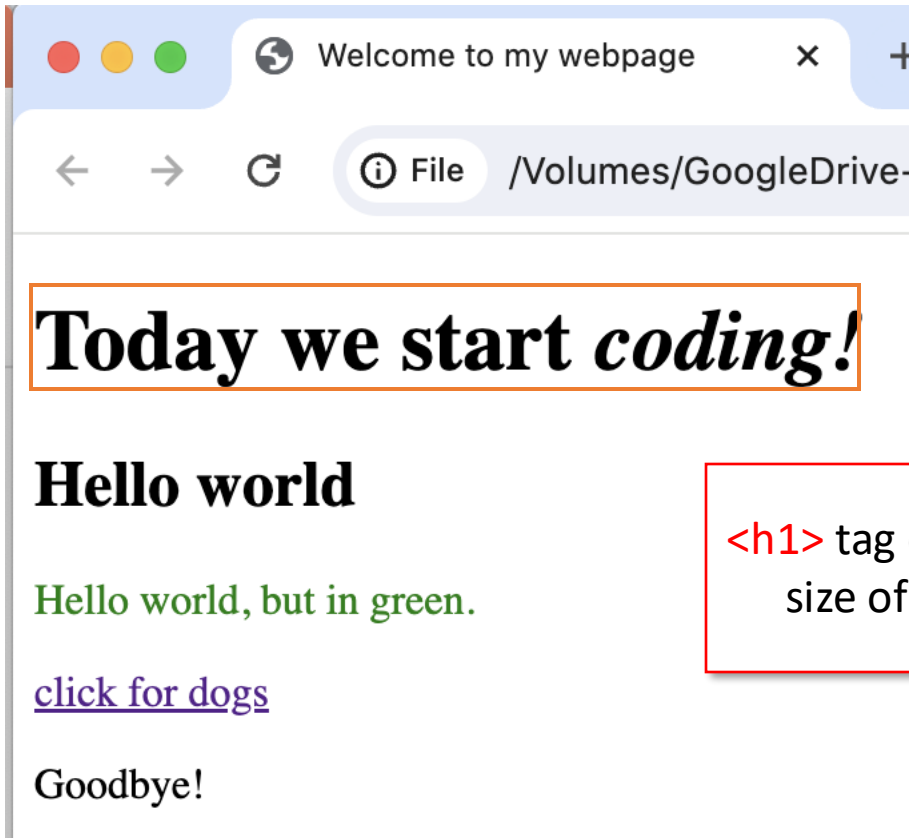 Welcome to my webpage
File /Volumes/GoogleDrive-
Today we start coding!
Hello world
<h1> tag
size of
Hello world, but in green.
click for dogs
Goodbye!